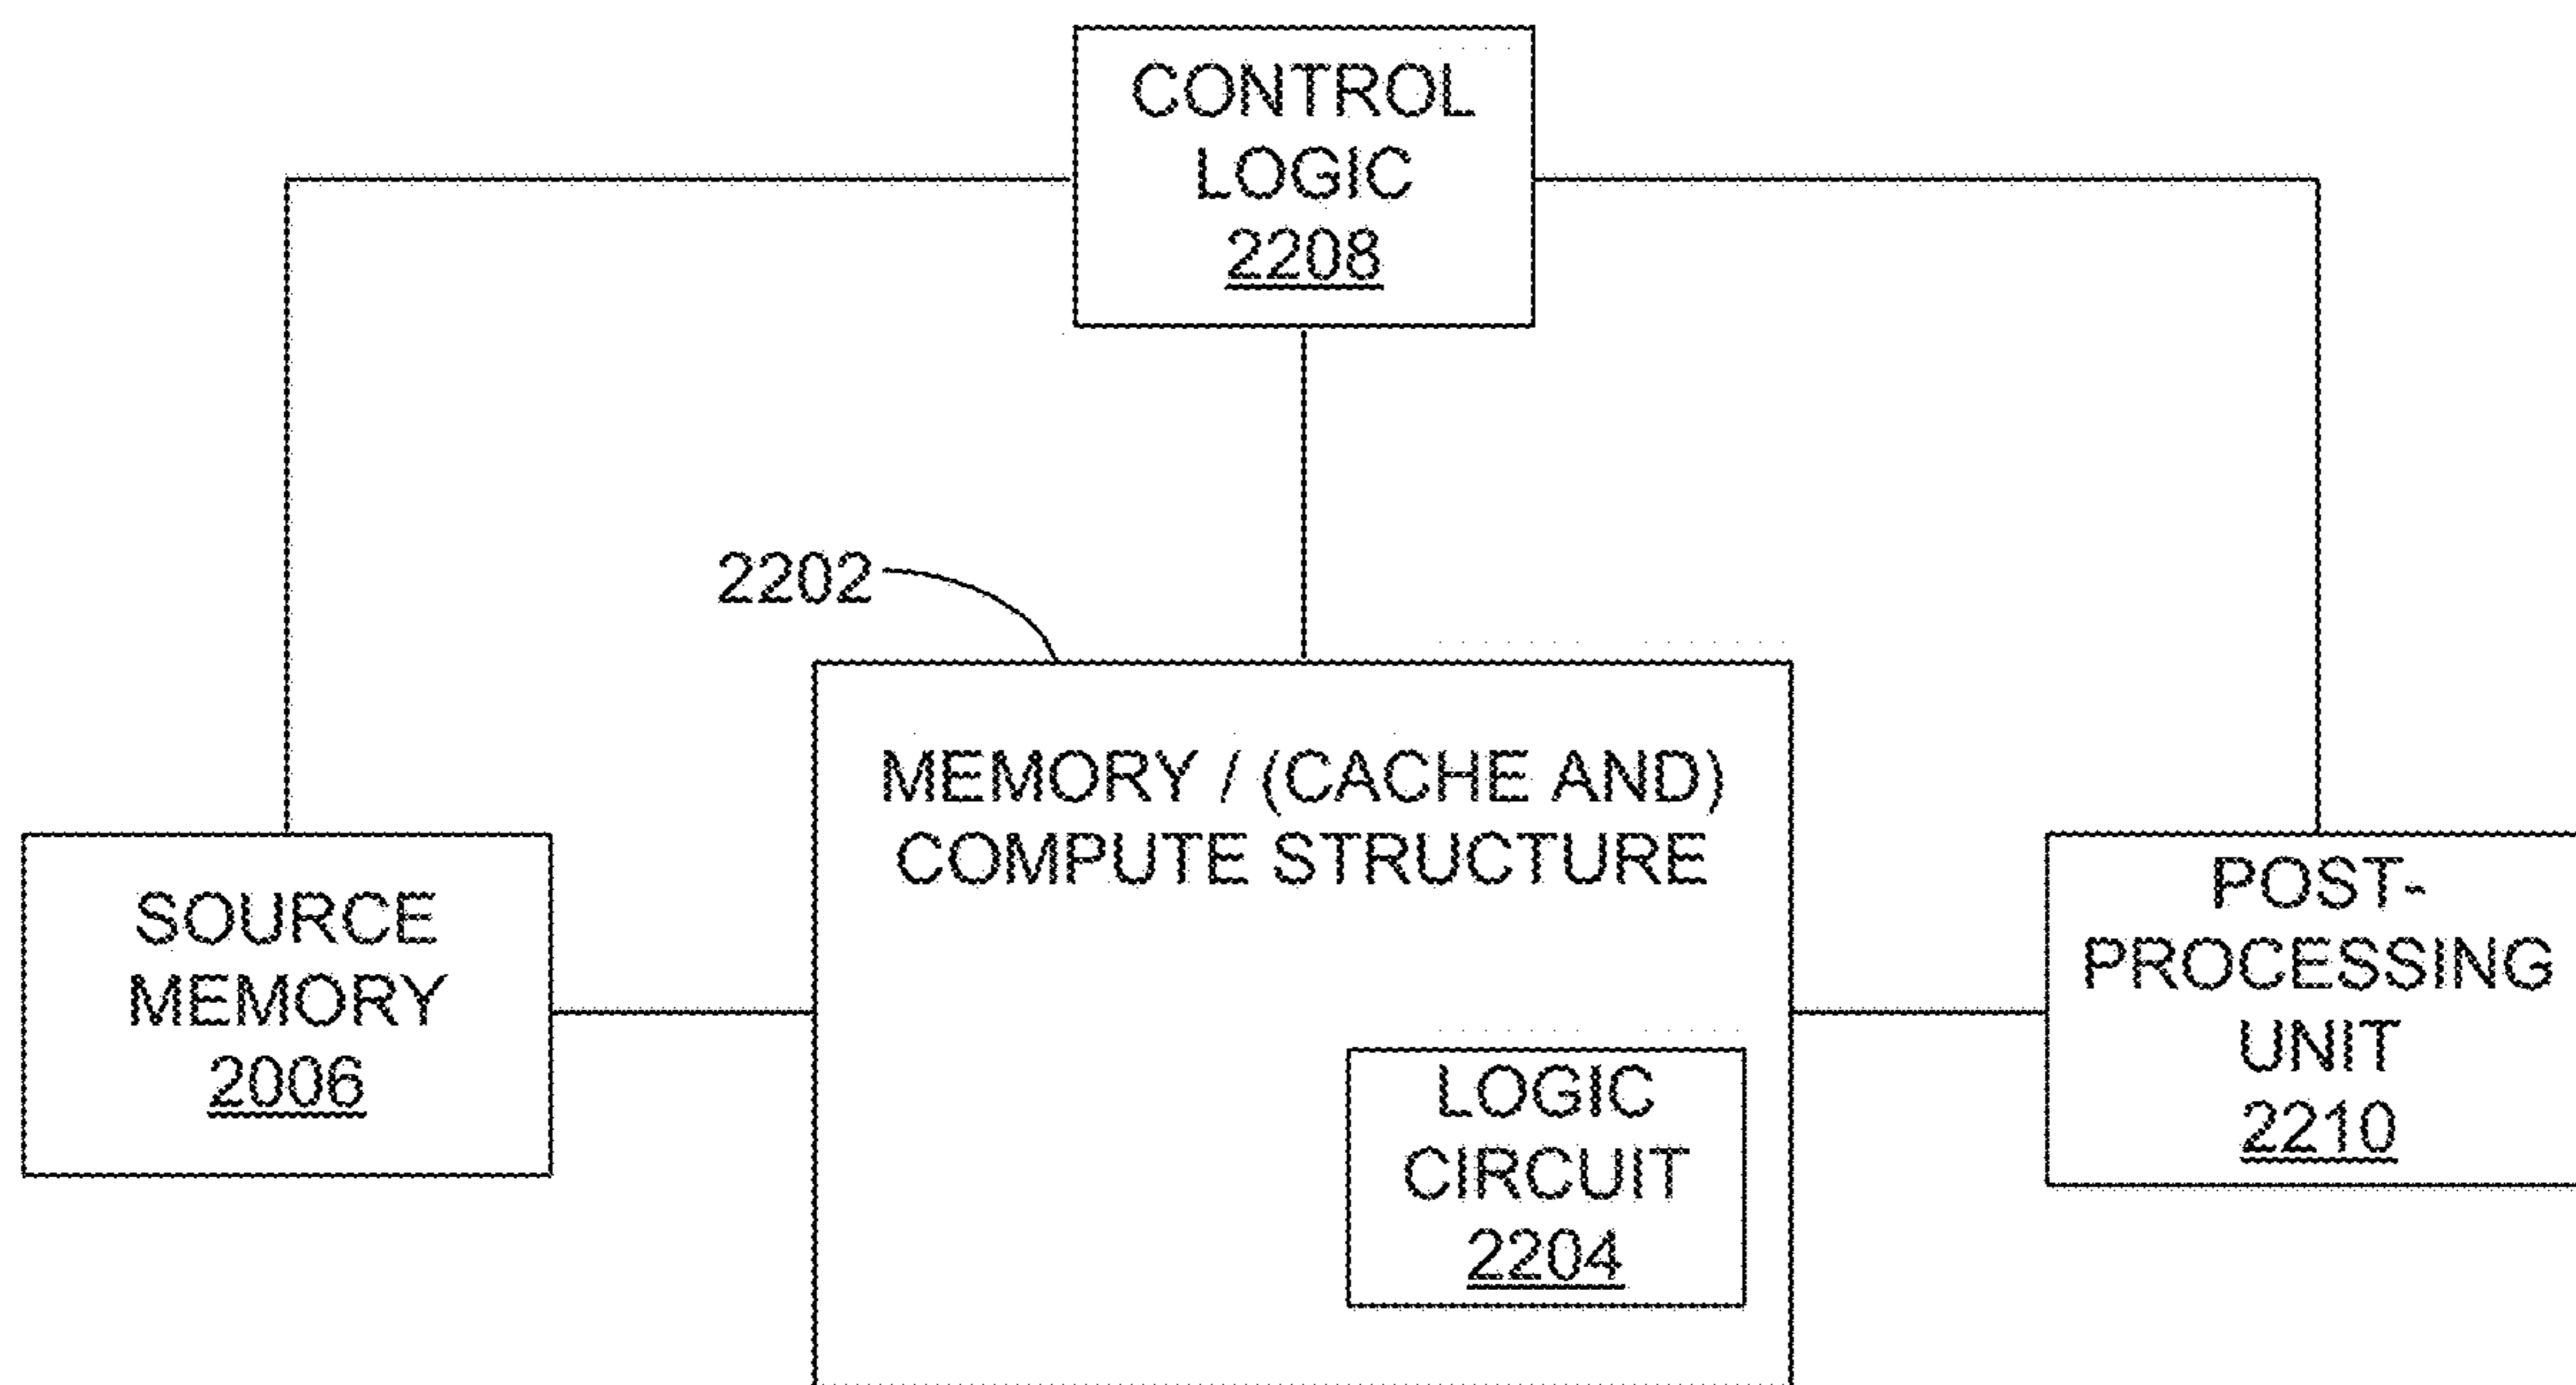 CONTROL
LOGIC
2208
2202
MEMORY / (CACHE AND)
COMPUTE STRUCTURE
SOURCE
MEMORY
2006
LOGIC
CIRCUIT
2204
POST-
PROCESSING
UNIT
2210